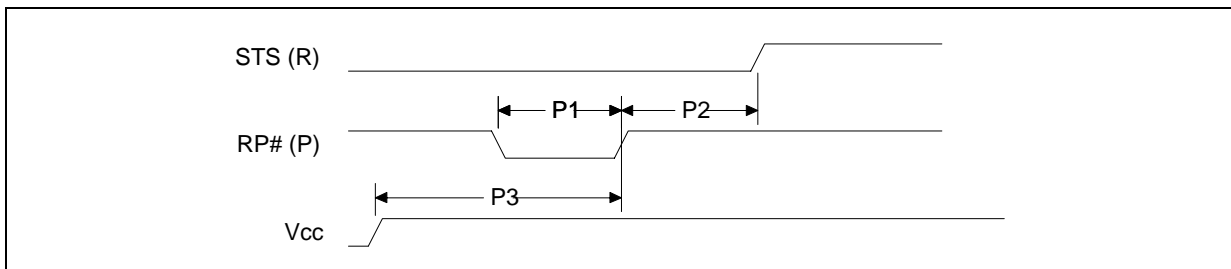 STS (R)
P1 P2
RP# (P)
P3
Vcc